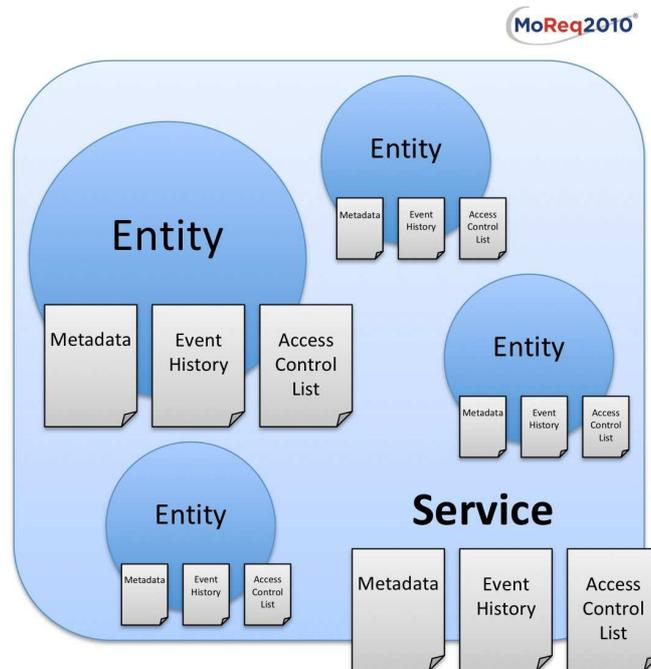 MoReq2010®
Entity
Metadata
Event
History
Access
Control
List
Entity
Metadata
Event
History
Access
Control
List
Entity
Metadata
Event
History
Access
Control
List
Entity
Metadata
Event
History
Access
Control
List
Service
Metadata
Event
History
Access
Control
List